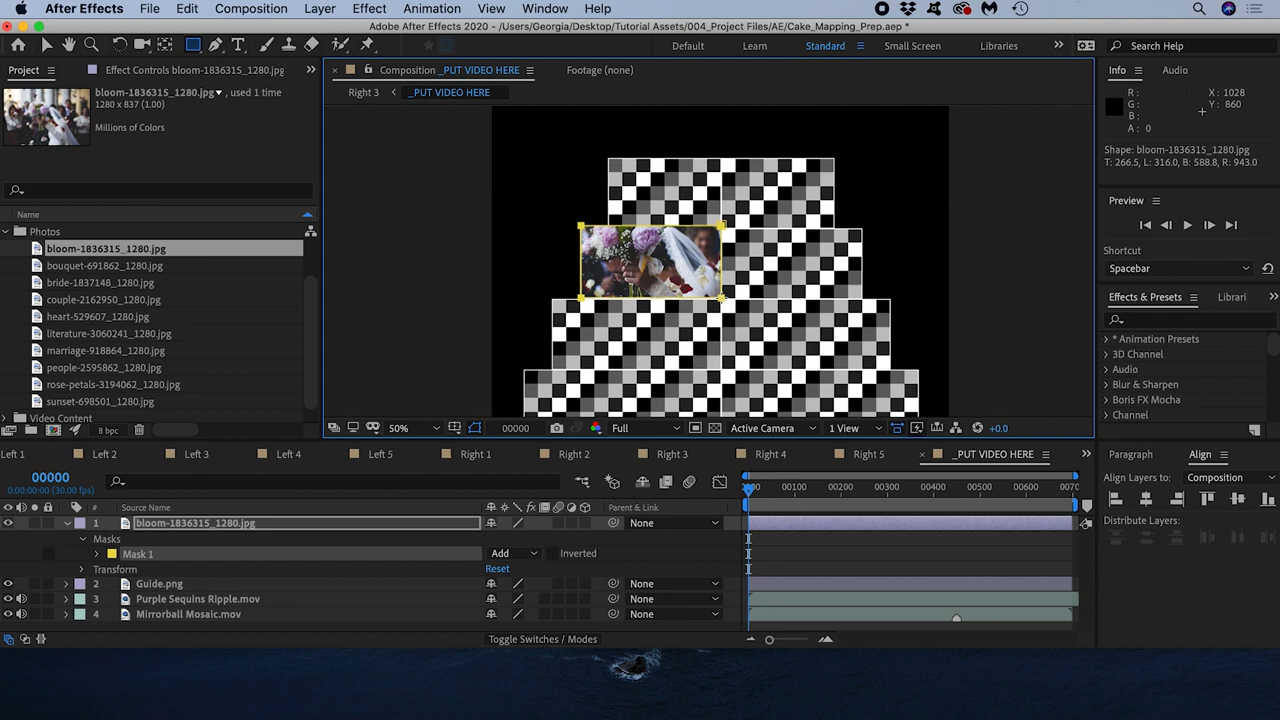 After Effects File Edit Composition Layer Effect Animation View Window Help
Adobe After Effects 2020 - /Users/Georgia/Desktop/Tutorial Assets/004_Project Files/AE/Cake_Mapping_Prep.aep *
Default Learn Standard Small Screen Libraries Search Help
Project Effect Controls bloom-1836315_1280.jpg Composition _PUT VIDEO HERE Footage (none) Info Audio
bloom-1836315_1280.jpg , used 1 time
1280 x 837 (1.00)
Millions of Colors
Right 3 _PUT VIDEO HERE
R :
G :
B :
A : 0
X : 1028
Y : 860
Shape: bloom-1836315_1280.jpg
T: 266.5, L: 316.0, B: 588.8, R: 943.0
Preview
Shortcut
Spacebar
Effects & Presets Librari
* Animation Presets
3D Channel
Audio
Blur & Sharpen
Boris FX Mocha
Channel
Name
Photos
bloom-1836315_1280.jpg
bouquet-691862_1280.jpg
bride-1837148_1280.jpg
couple-2162950_1280.jpg
heart-529607_1280.jpg
literature-3060241_1280.jpg
marriage-918864_1280.jpg
people-2595862_1280.jpg
rose-petals-3194062_1280.jpg
sunset-698501_1280.jpg
Video Content
8 bpc
50% 00000 Full Active Camera 1 View +0.0
Left 1 Left 2 Left 3 Left 4 Left 5 Right 1 Right 2 Right 3 Right 4 Right 5 _PUT VIDEO HERE
00000
0:00:00:00 (30.00 fps)
00100 00200 00300 00400 00500 00600
# Source Name Parent & Link
1 bloom-1836315_1280.jpg None
Masks
Mask 1 Add Inverted
Transform Reset
2 Guide.png None
3 Purple Sequins Ripple.mov None
4 Mirrorball Mosaic.mov None
Toggle Switches / Modes
Paragraph Align
Align Layers to: Composition
Distribute Layers: